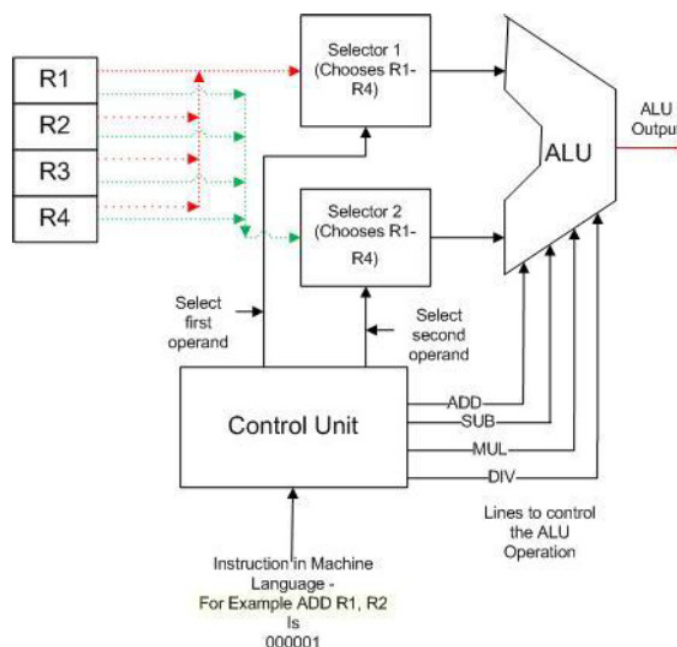 R1
R2
R3
R4
Selector 1
(Chooses R1-
R4)
Selector 2
(Chooses R1-
R4)
ALU
ALU
Output
Select
first
operand
Select
second
operand
Control Unit
ADD
SUB
MUL
DIV
Lines to control
the ALU
Operation
Instruction in Machine
Language -
For Example ADD R1, R2
Is
000001